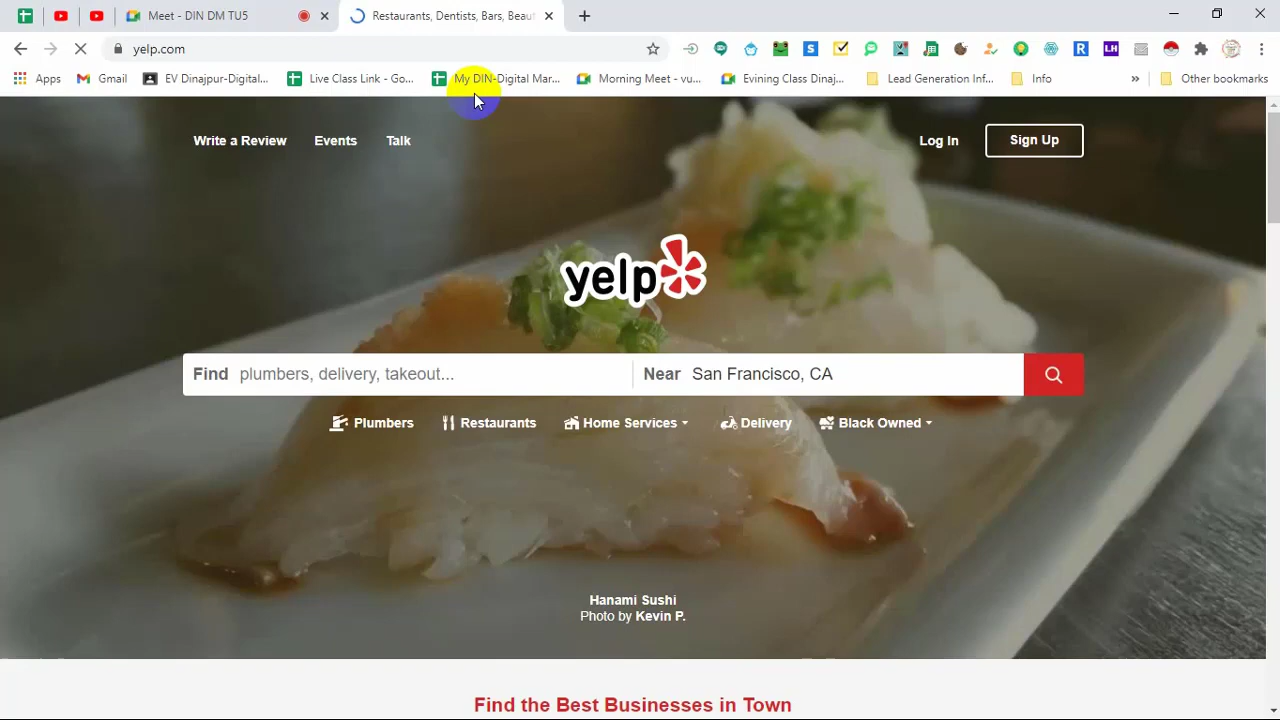 Meet - DIN DM TU5
Restaurants, Dentists, Bars, Beaut
yelp.com
Apps
Gmail
EV Dinajpur-Digital...
Live Class Link - Go...
My DIN-Digital Mar...
Morning Meet - vu...
Evining Class Dinaj...
Lead Generation Inf...
Info
»
Other bookmarks
Write a Review Events Talk Log In Sign Up
yelp
Find plumbers, delivery, takeout... Near San Francisco, CA
Plumbers Restaurants Home Services Delivery Black Owned
Hanami Sushi
Photo by Kevin P.
Find the Best Businesses in Town